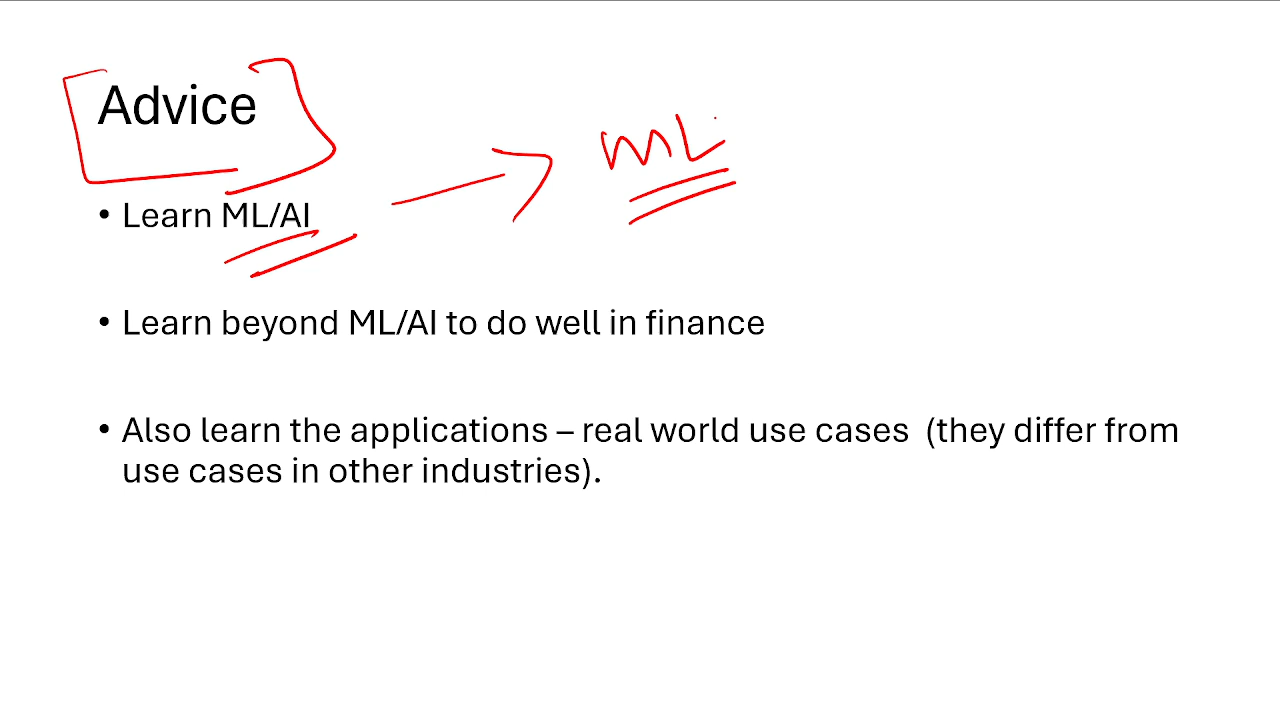 Advice
ML
• Learn ML/AI
• Learn beyond ML/AI to do well in finance
• Also learn the applications – real world use cases (they differ from
use cases in other industries).